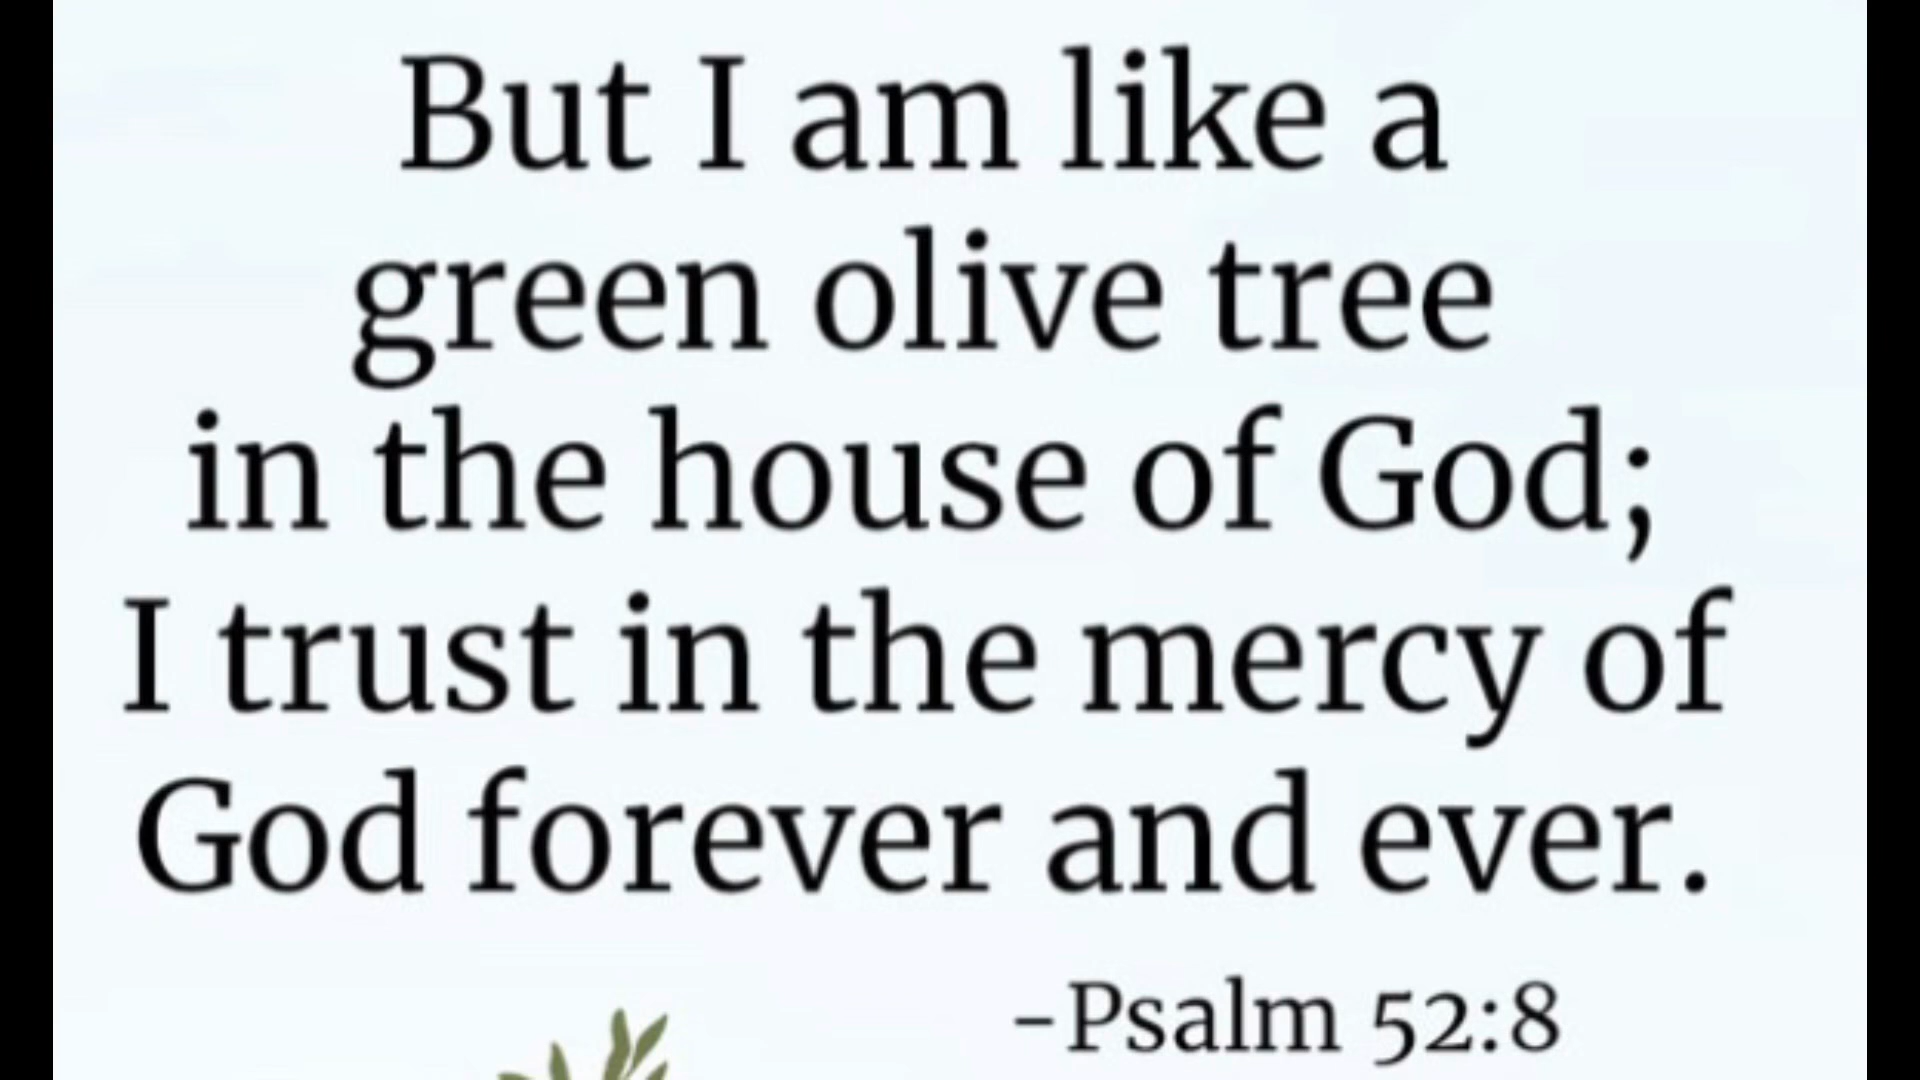 But I am like a
green olive tree
in the house of God;
I trust in the mercy of
God forever and ever.
-Psalm 52:8